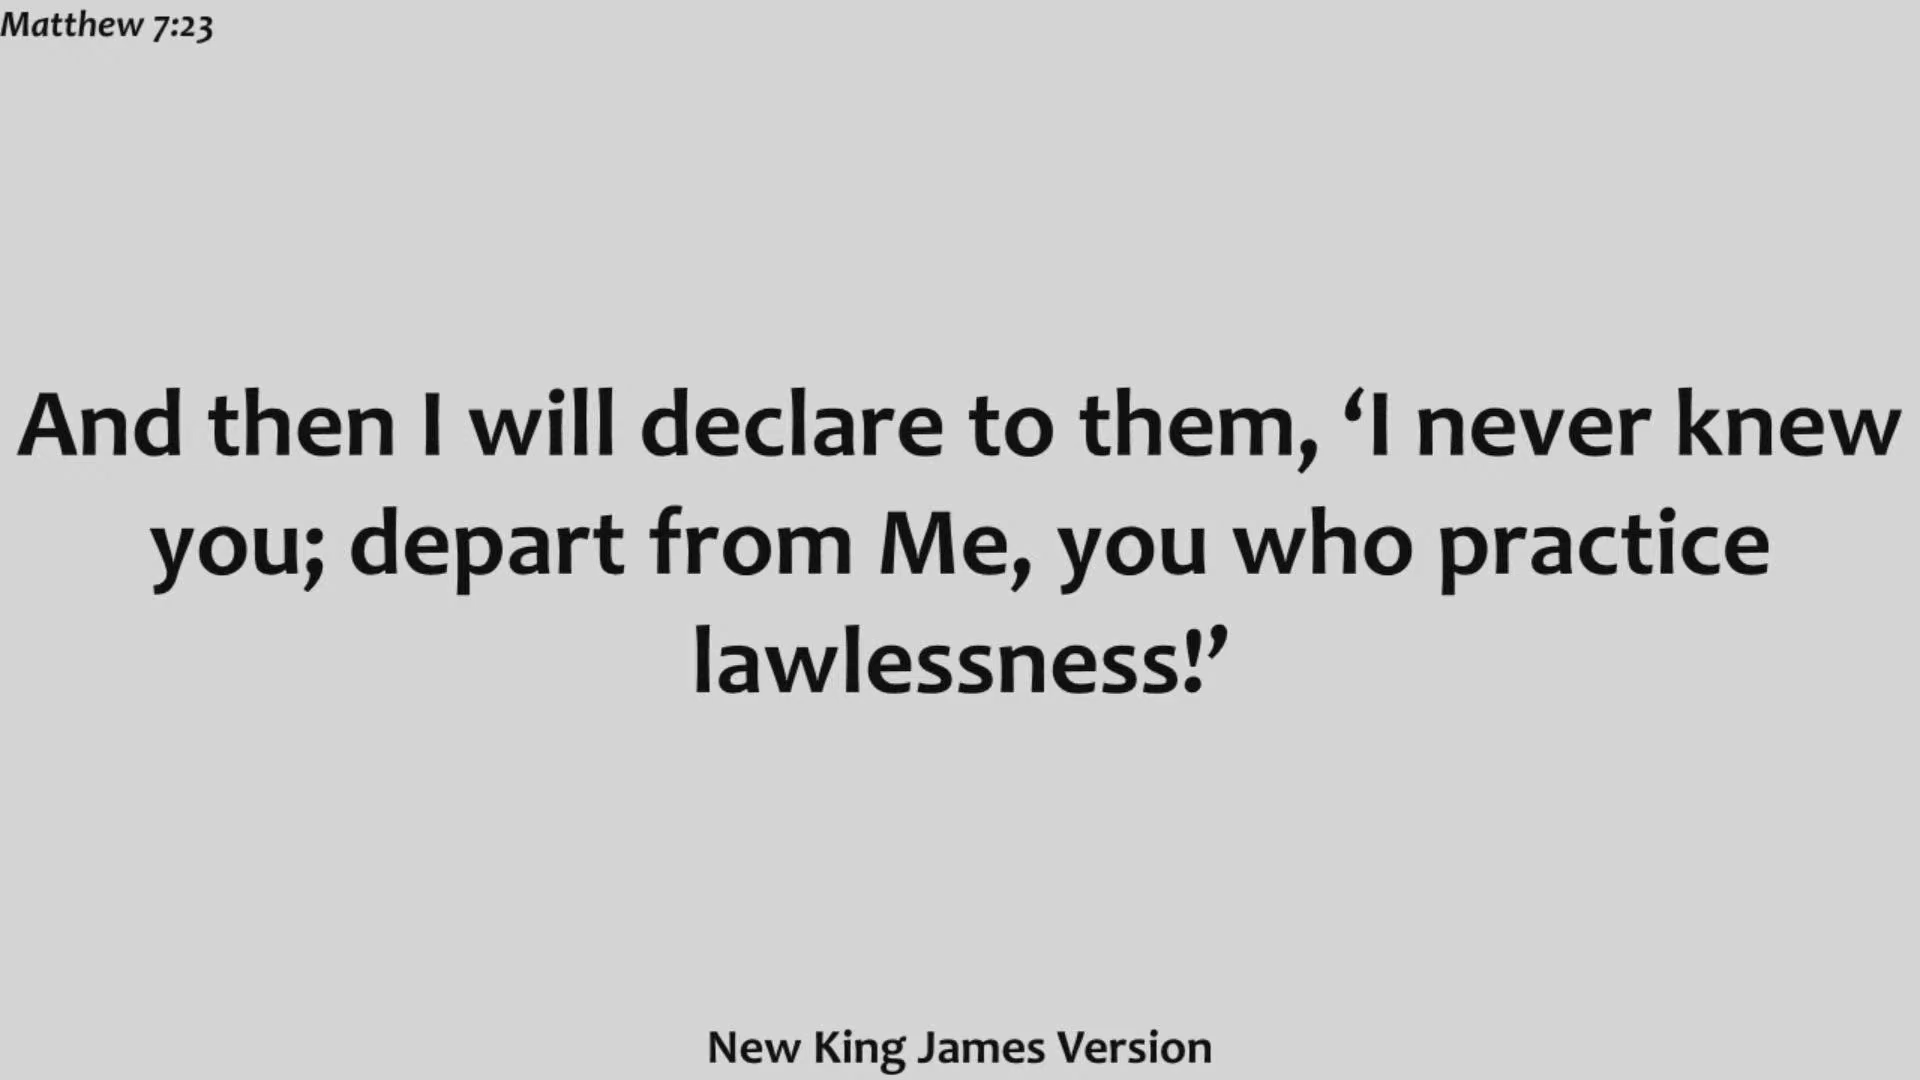 Matthew 7:23
And then I will declare to them, ‘I never knew
you; depart from Me, you who practice
lawlessness!’
New King James Version